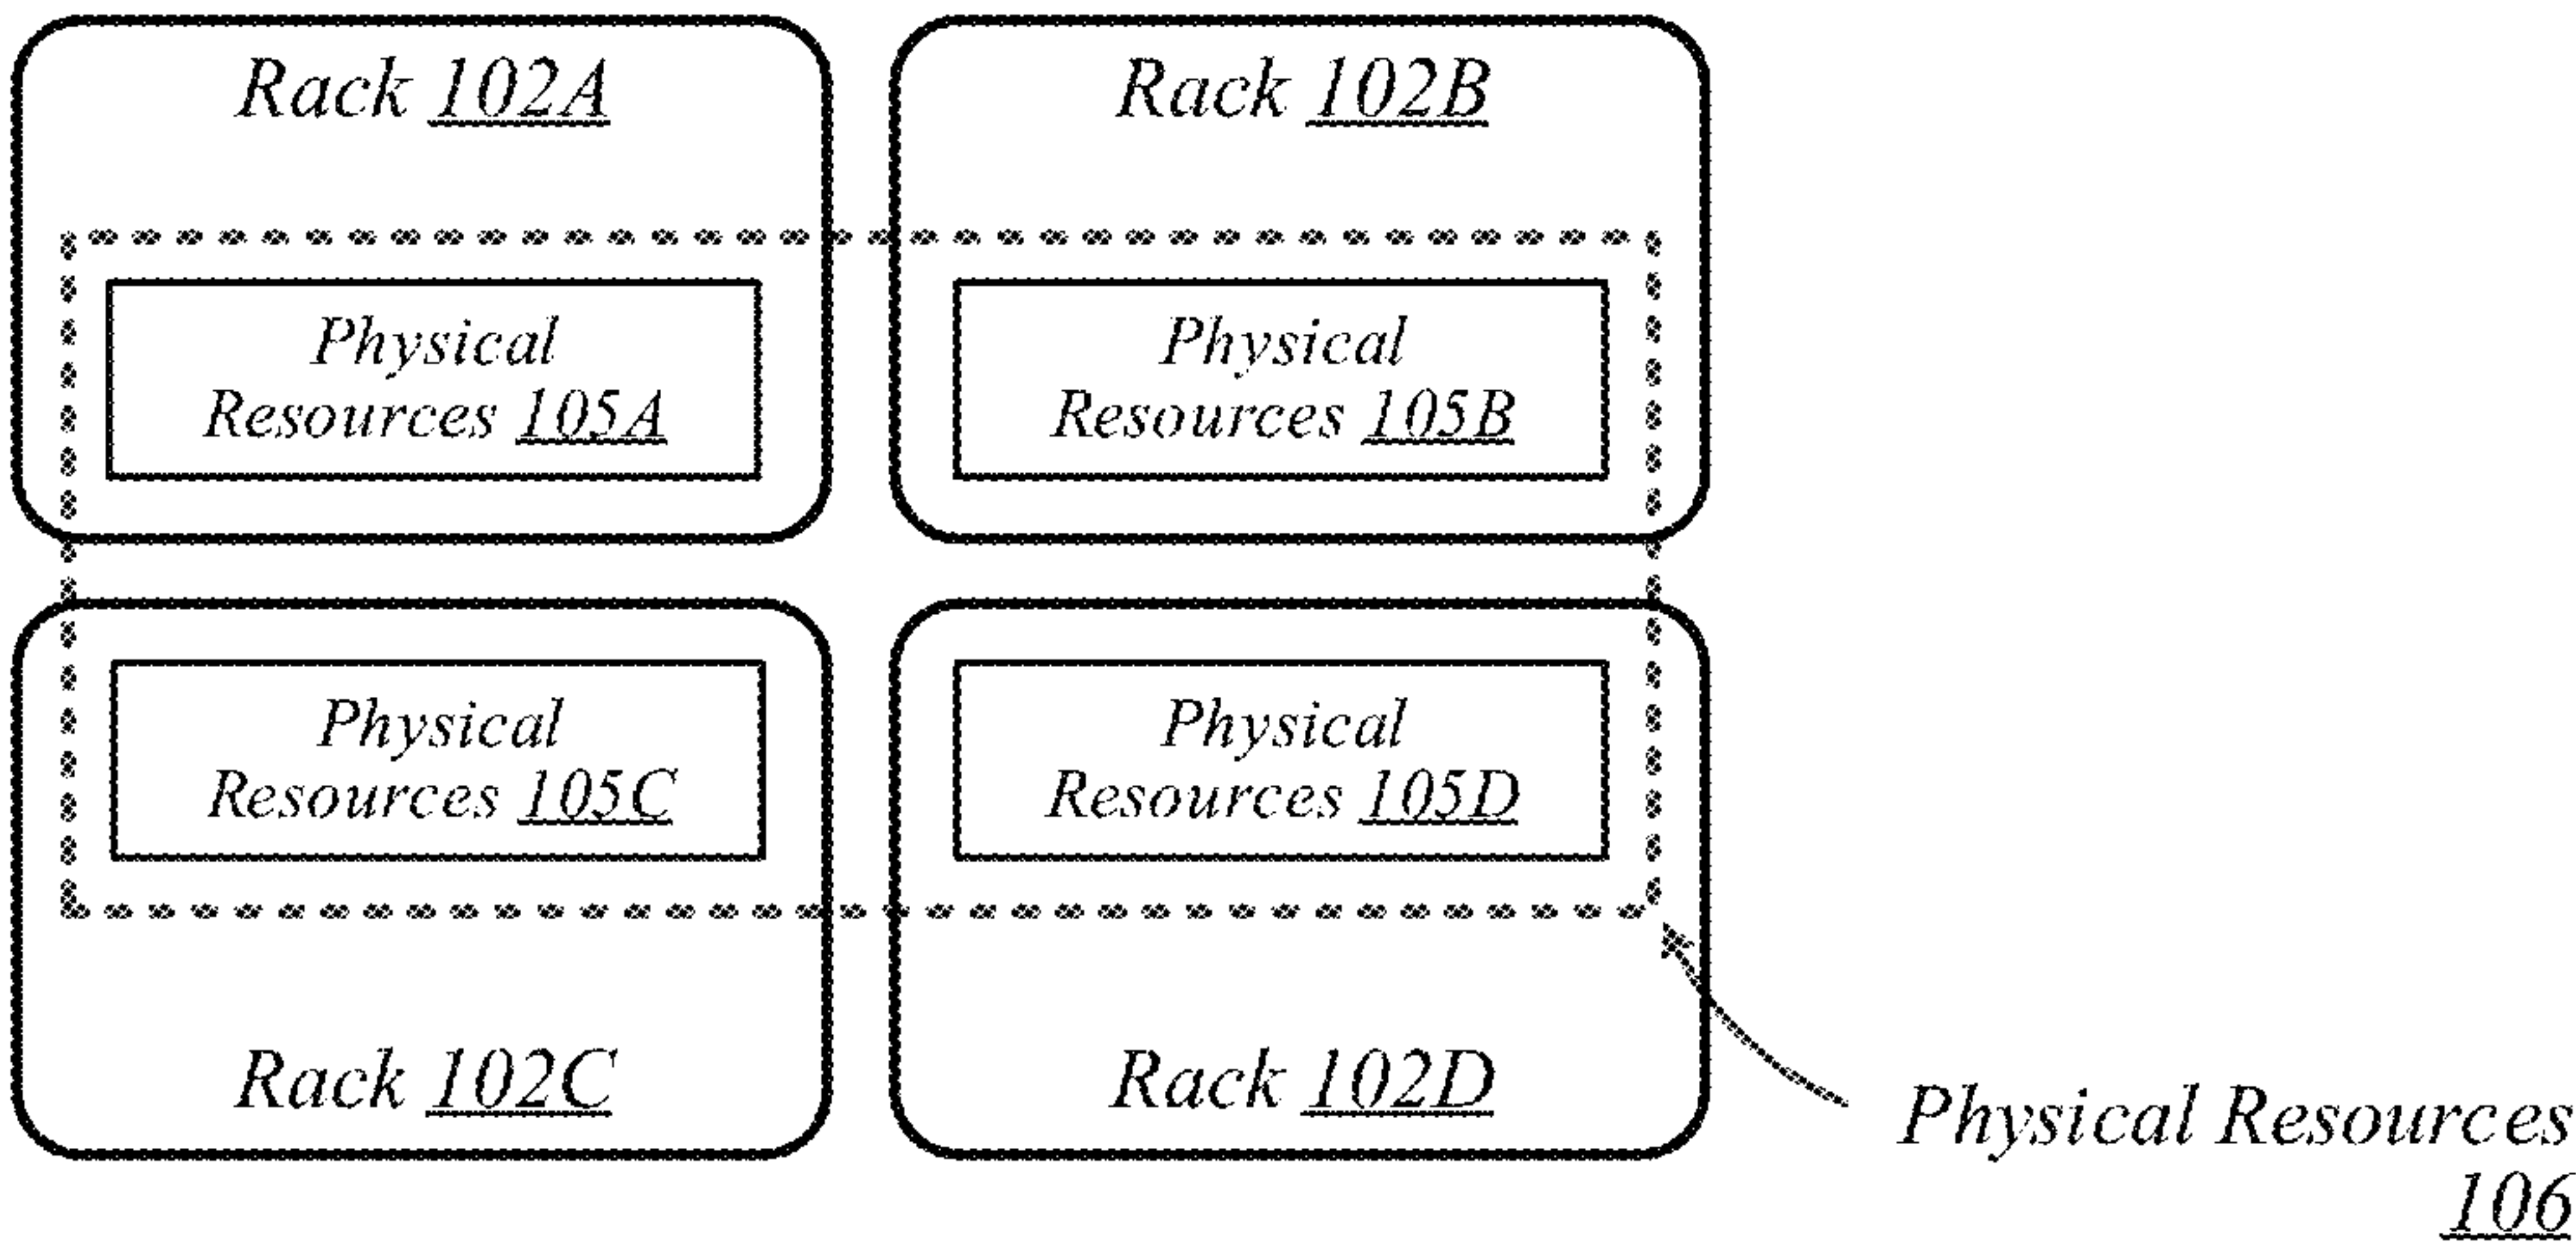 Rack 102A
Rack 102B
Physical
Resources 105A
Physical
Resources 105B
Physical
Resources 105C
Physical
Resources 105D
Rack 102C
Rack 102D
Physical Resources
106